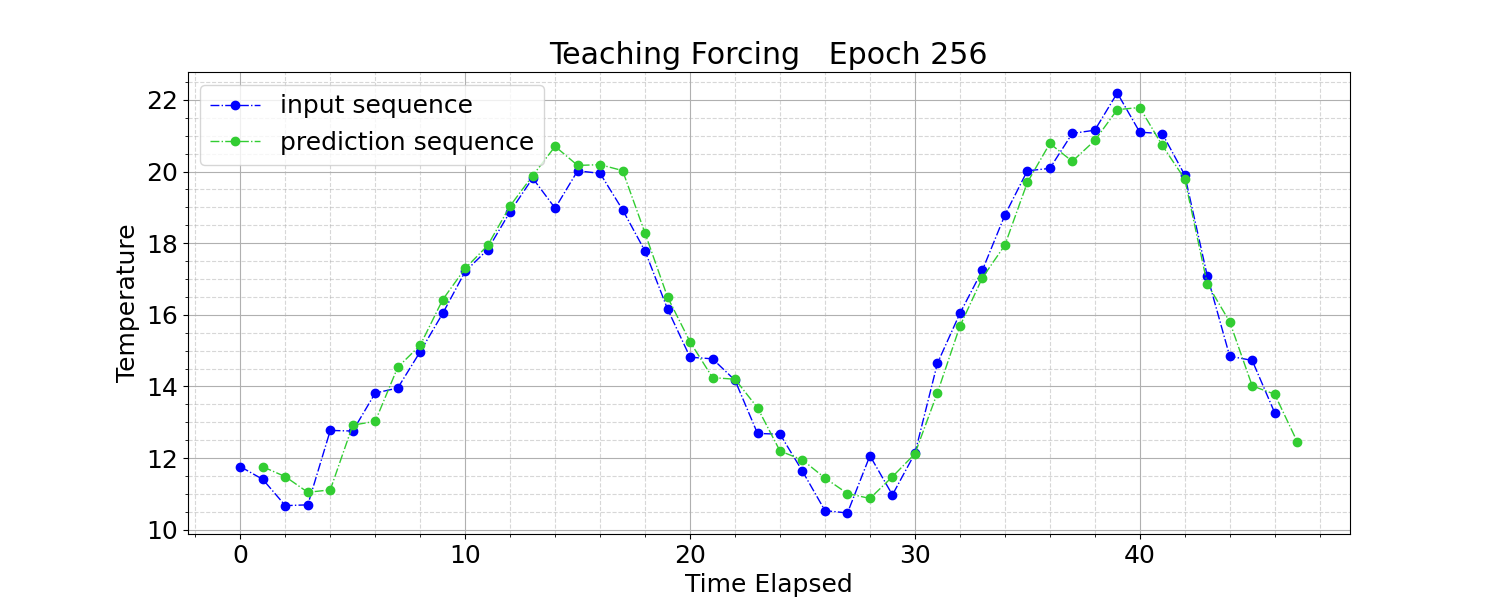 Teaching Forcing   Epoch 256
input sequence
prediction sequence
Temperature
22
20
18
16
14
12
10
0 10 20 30 40
Time Elapsed